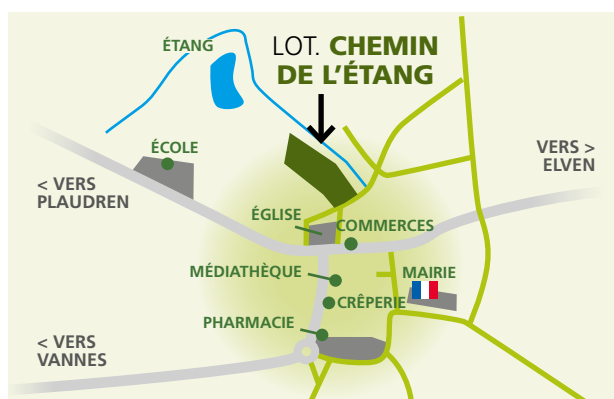 ÉTANG
LOT. CHEMIN
DE L'ÉTANG
ÉCOLE
VERS >
ELVEN
< VERS
PLAUDREN
ÉGLISE
COMMERCES
MÉDIATHÈQUE
MAIRIE
CRÊPERIE
PHARMACIE
< VERS
VANNES